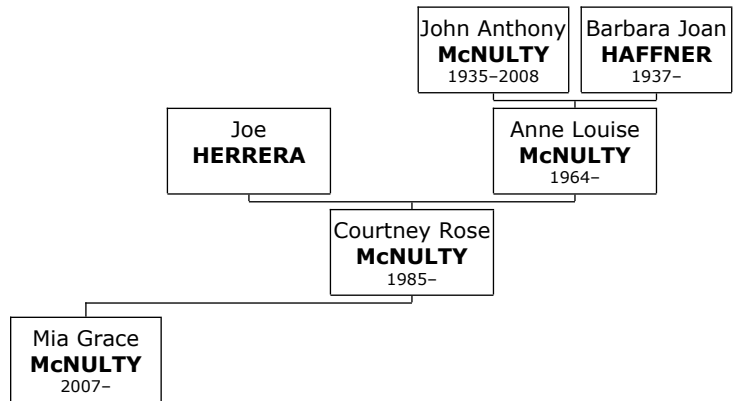 John Anthony
McNULTY
1935–2008
Barbara Joan
HAFFNER
1937–
Joe
HERRERA
Anne Louise
McNULTY
1964–
Courtney Rose
McNULTY
1985–
Mia Grace
McNULTY
2007–